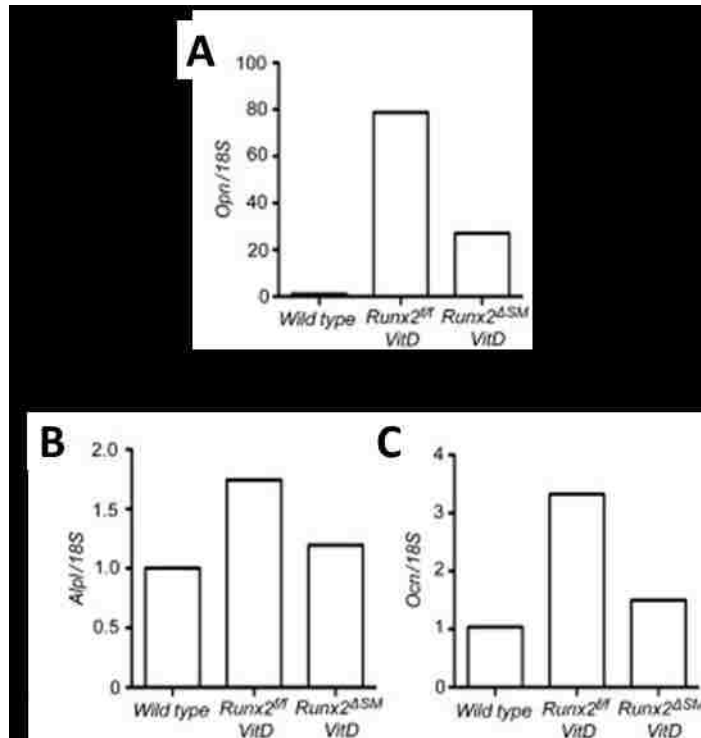 A
Opn/18S
100
80
60
40
20
0
Wild type Runx2f/f VitD Runx2ΔSM VitD
B
Alpl/18S
2.0
1.5
1.0
0.5
0
Wild type Runx2f/f VitD Runx2ΔSM VitD
C
Ocn/18S
4
3
2
1
0
Wild type Runx2f/f VitD Runx2ΔSM VitD